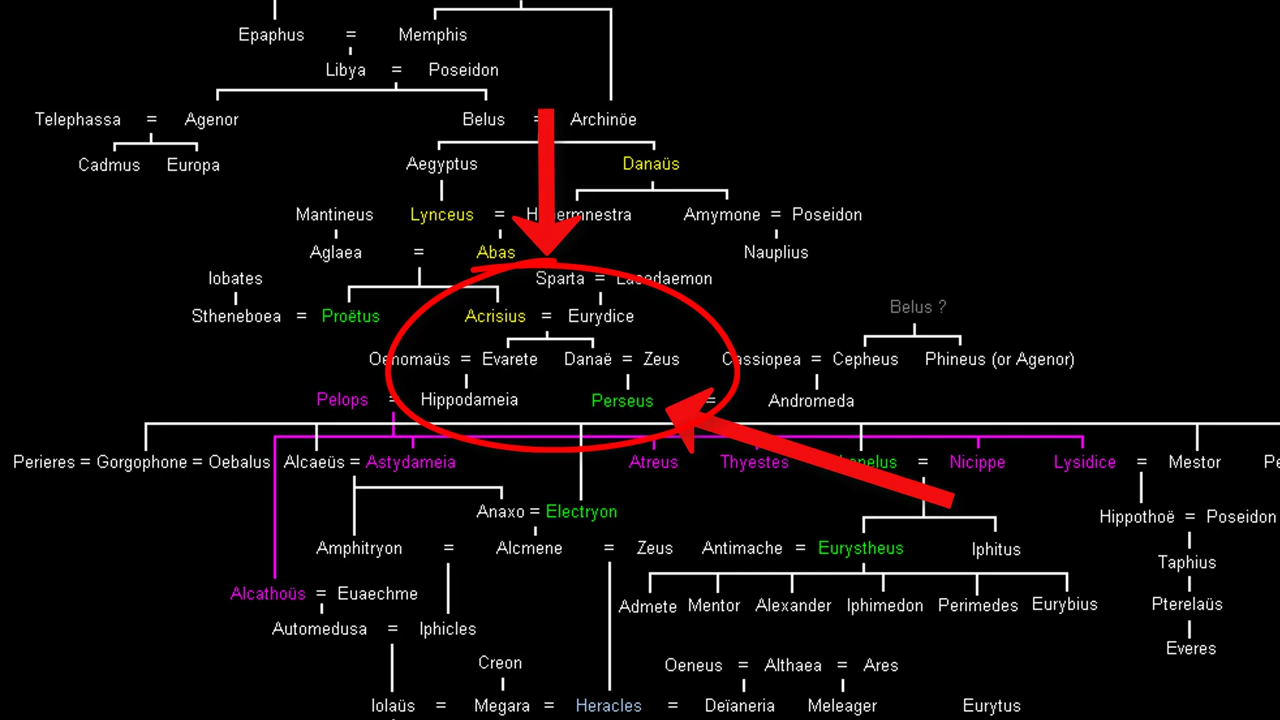 Epaphus = Memphis
Libya = Poseidon
Telephassa = Agenor Belus = Archinöe
Cadmus Europa Aegyptus Danaüs
Mantineus Lynceus = Amymone = Poseidon
Aglaea = Abas Nauplius
Iobates Sparta = Lacedaemon
Stheneboea = Proëtus Acrisius = Eurydice Belus ?
Oenomaüs = Evarete Danaë = Zeus Cassiopea = Cepheus Phineus (or Agenor)
Pelops = Hippodameia Perseus = Andromeda
Perieres = Gorgophone = Oebalus Alcaeüs = Astydameia Atreus Thyestes = Nicippe Lysidice = Mestor
Anaxo = Electryon Hippothoë = Poseidon
Amphitryon = Alcmene = Zeus Antimache = Eurystheus Iphitus
Taphius
Alcathoüs = Euaechme Admete Mentor Alexander Iphimedon Perimedes Eurybius Pterelaüs
Automedusa = Iphicles
Everes
Creon Oeneus = Althaea = Ares
Iolaüs = Megara = Heracles = Deïaneria Meleager Eurytus